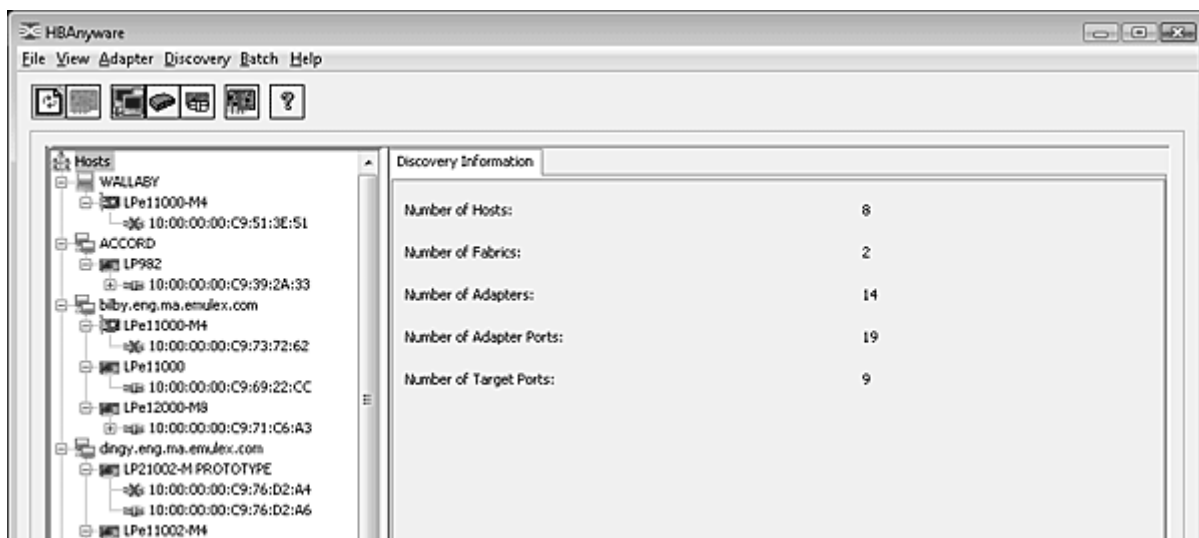 HBAnyware
File View Adapter Discovery Batch Help
Hosts
WALLABY
LPe11000-M4
10:00:00:00:C9:51:3E:51
ACCORD
LP982
10:00:00:00:C9:39:2A:33
bilby.eng.ma.emulex.com
LPe11000-M4
10:00:00:00:C9:73:72:62
LPe11000
10:00:00:00:C9:69:22:CC
LPe12000-M8
10:00:00:00:C9:71:C6:A3
dingy.eng.ma.emulex.com
LP21002-M PROTOTYPE
10:00:00:00:C9:76:D2:A4
10:00:00:00:C9:76:D2:A6
LPe11002-M4
Discovery Information
Number of Hosts: 8
Number of Fabrics: 2
Number of Adapters: 14
Number of Adapter Ports: 19
Number of Target Ports: 9